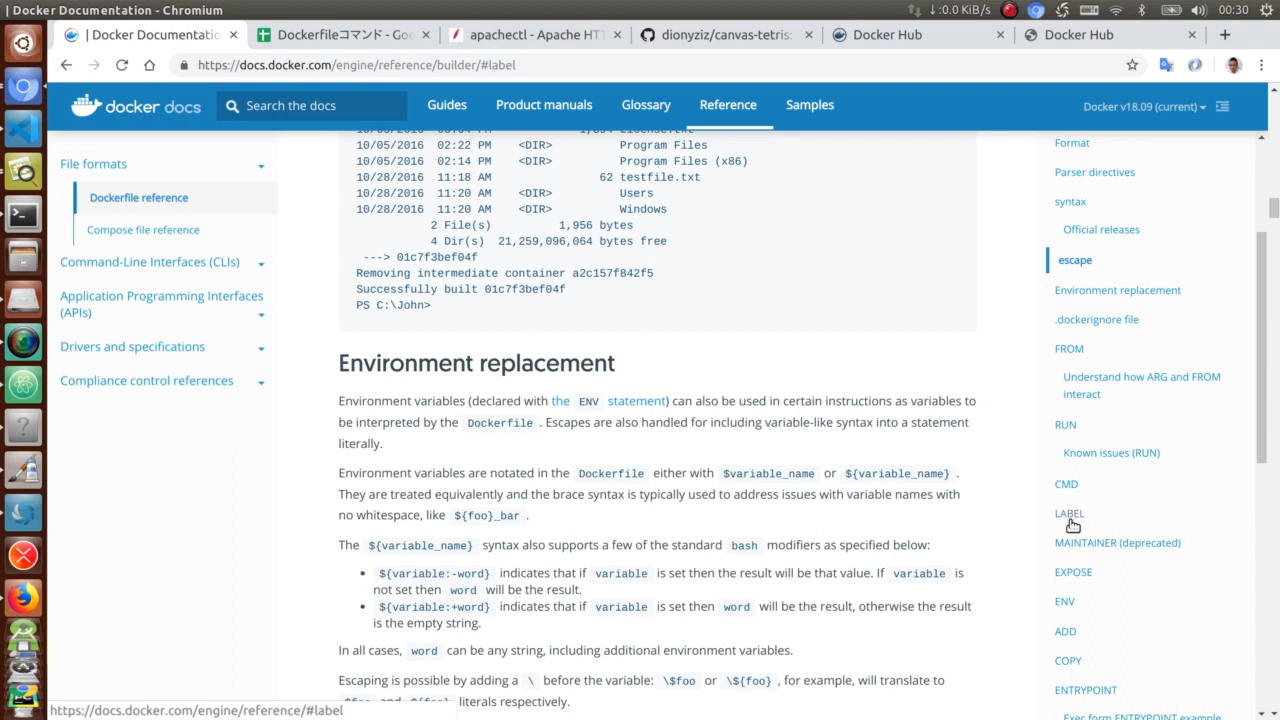 | Docker Documentation - Chromium
↓:0.0 KiB/s
00:30
| Docker Documentatio
Dockerfileコマンド - Goo
apachectl - Apache HTT
dionyziz/canvas-tetris:
Docker Hub
Docker Hub
https://docs.docker.com/engine/reference/builder/#label
docker docs
Search the docs
Guides
Product manuals
Glossary
Reference
Samples
Docker v18.09 (current)
File formats
Dockerfile reference
Compose file reference
Command-Line Interfaces (CLIs)
Application Programming Interfaces
(APIs)
Drivers and specifications
Compliance control references
10/05/2016 02:22 PM <DIR> Program Files
10/05/2016 02:14 PM <DIR> Program Files (x86)
10/28/2016 11:18 AM 62 testfile.txt
10/28/2016 11:20 AM <DIR> Users
10/28/2016 11:20 AM <DIR> Windows
2 File(s) 1,956 bytes
4 Dir(s) 21,259,096,064 bytes free
---> 01c7f3bef04f
Removing intermediate container a2c157f842f5
Successfully built 01c7f3bef04f
PS C:\John>
Environment replacement
Environment variables (declared with the ENV statement) can also be used in certain instructions as variables to
be interpreted by the Dockerfile. Escapes are also handled for including variable-like syntax into a statement
literally.
Environment variables are notated in the Dockerfile either with $variable_name or ${variable_name}.
They are treated equivalently and the brace syntax is typically used to address issues with variable names with
no whitespace, like ${foo}_bar.
The ${variable_name} syntax also supports a few of the standard bash modifiers as specified below:
${variable:-word} indicates that if variable is set then the result will be that value. If variable is
not set then word will be the result.
${variable:+word} indicates that if variable is set then word will be the result, otherwise the result
is the empty string.
In all cases, word can be any string, including additional environment variables.
Escaping is possible by adding a \ before the variable: \$foo or \${foo}, for example, will translate to
$foo and ${foo} literals respectively.
Format
Parser directives
syntax
Official releases
escape
Environment replacement
.dockerignore file
FROM
Understand how ARG and FROM
interact
RUN
Known issues (RUN)
CMD
LABEL
MAINTAINER (deprecated)
EXPOSE
ENV
ADD
COPY
ENTRYPOINT
Exec form ENTRYPOINT example
https://docs.docker.com/engine/reference/#label